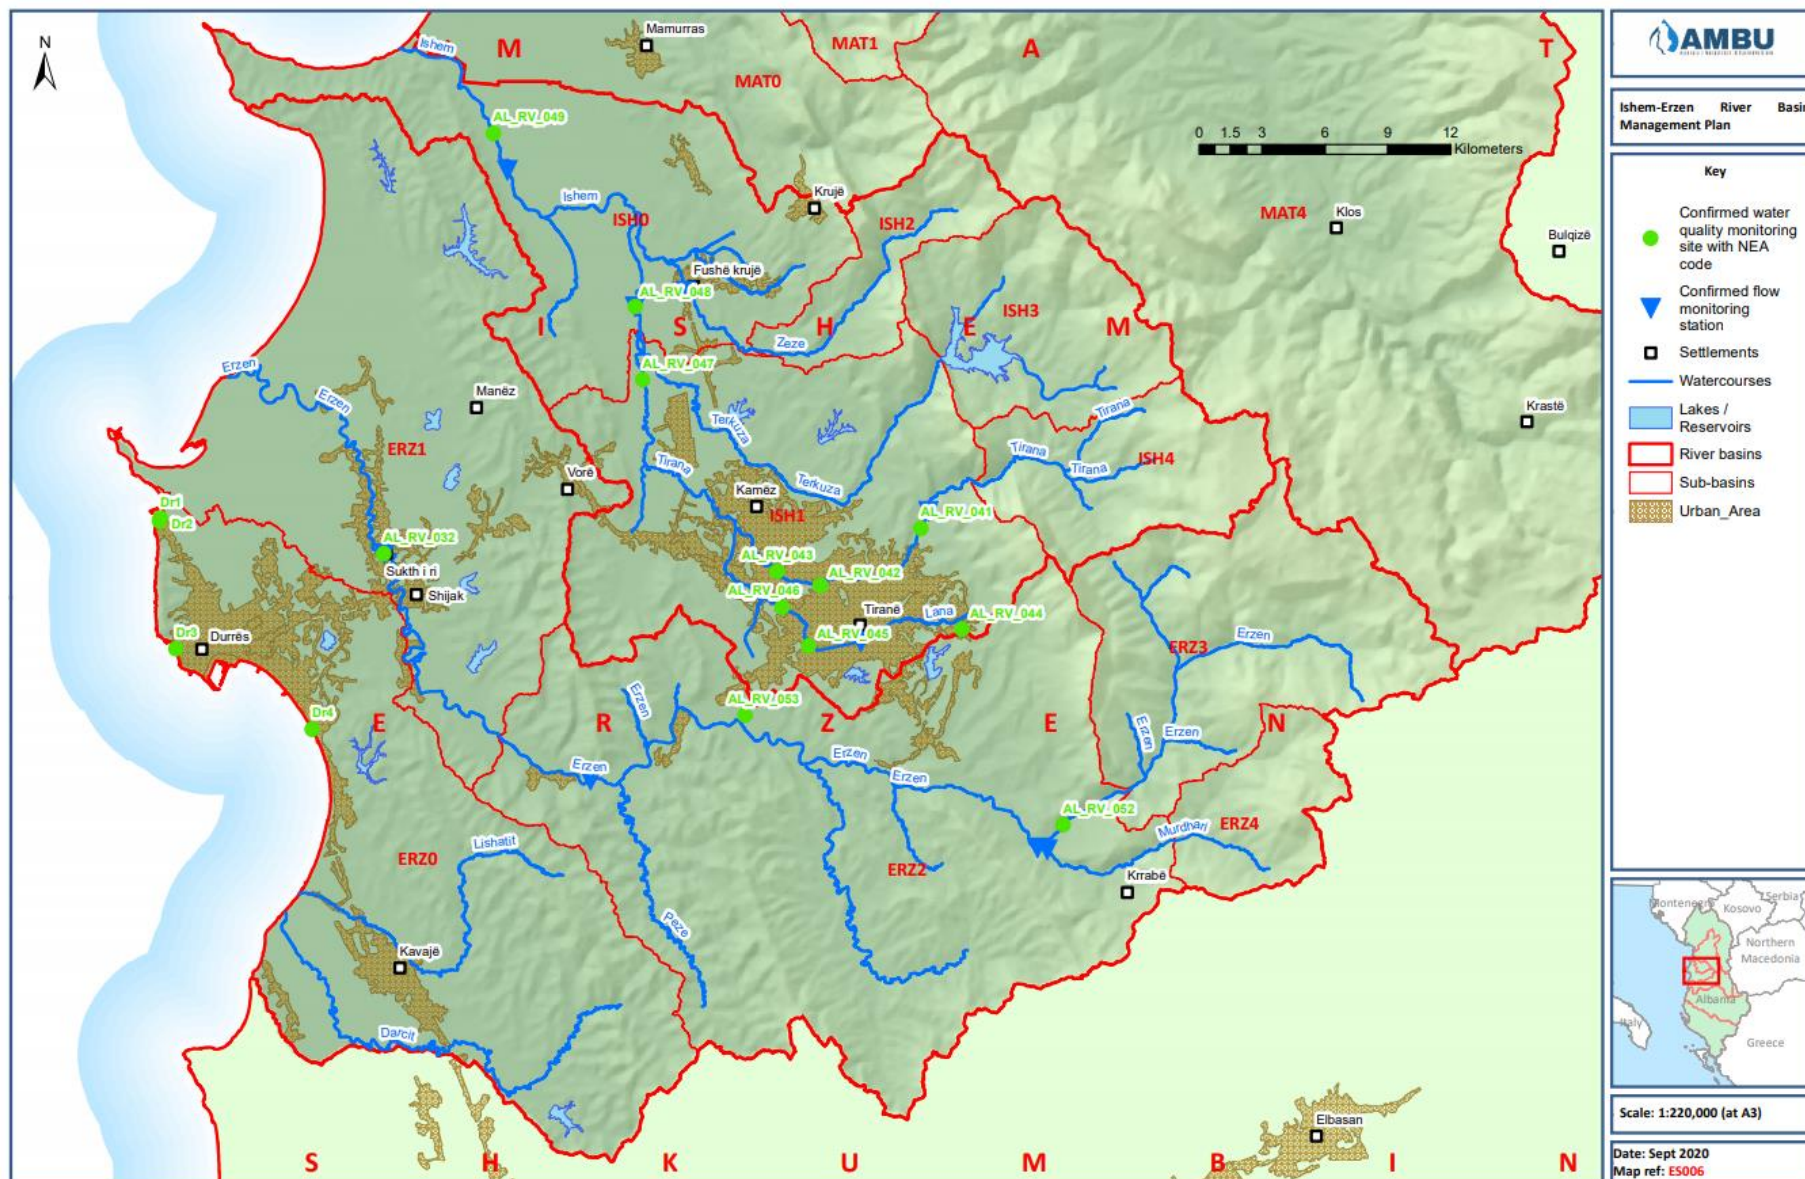 N
M
A
T
Ishem
Mamurras
MAT1
MAT0
AL_RV_049
0 1.5 3 6 9 12
Kilometers
Ishem
ISH0
Krujë
ISH2
MAT4
Klos
Bulqizë
Fushë krujë
AL_RV_048
ISH3
I
S
H
E
M
Zeze
AL_RV_047
Erzen
Erzen
Manëz
Krastë
Terkuza
Tirana
Tirana
ERZ1
Tirana
Tirana
ISH4
Vorë
Terkuza
Kamëz
ISH1
AL_RV_041
Dr1
Dr2
AL_RV_032
Sukth i ri
Shijak
AL_RV_043
AL_RV_042
AL_RV_046
Tiranë
Lana
AL_RV_044
AL_RV_045
Dr3
Durrës
Erzen
ERZ3
Erzen
AL_RV_053
Dr4
E
R
Z
E
N
Erzen
Erzen
Erzen
Erzen
Erzen
AL_RV_052
Murdhari
ERZ4
Lishatit
ERZ0
ERZ2
Krrabë
Peze
Kavajë
Darcit
Elbasan
S
H
K
U
M
B
I
N
AMBU
Ishem-Erzen River Basin
Management Plan
Key
Confirmed water
quality monitoring
site with NEA
code
Confirmed flow
monitoring
station
Settlements
Watercourses
Lakes /
Reservoirs
River basins
Sub-basins
Urban_Area
Montenegro
Serbia
Kosovo
Northern
Macedonia
Albania
Italy
Greece
Scale: 1:220,000 (at A3)
Date: Sept 2020
Map ref: ES006